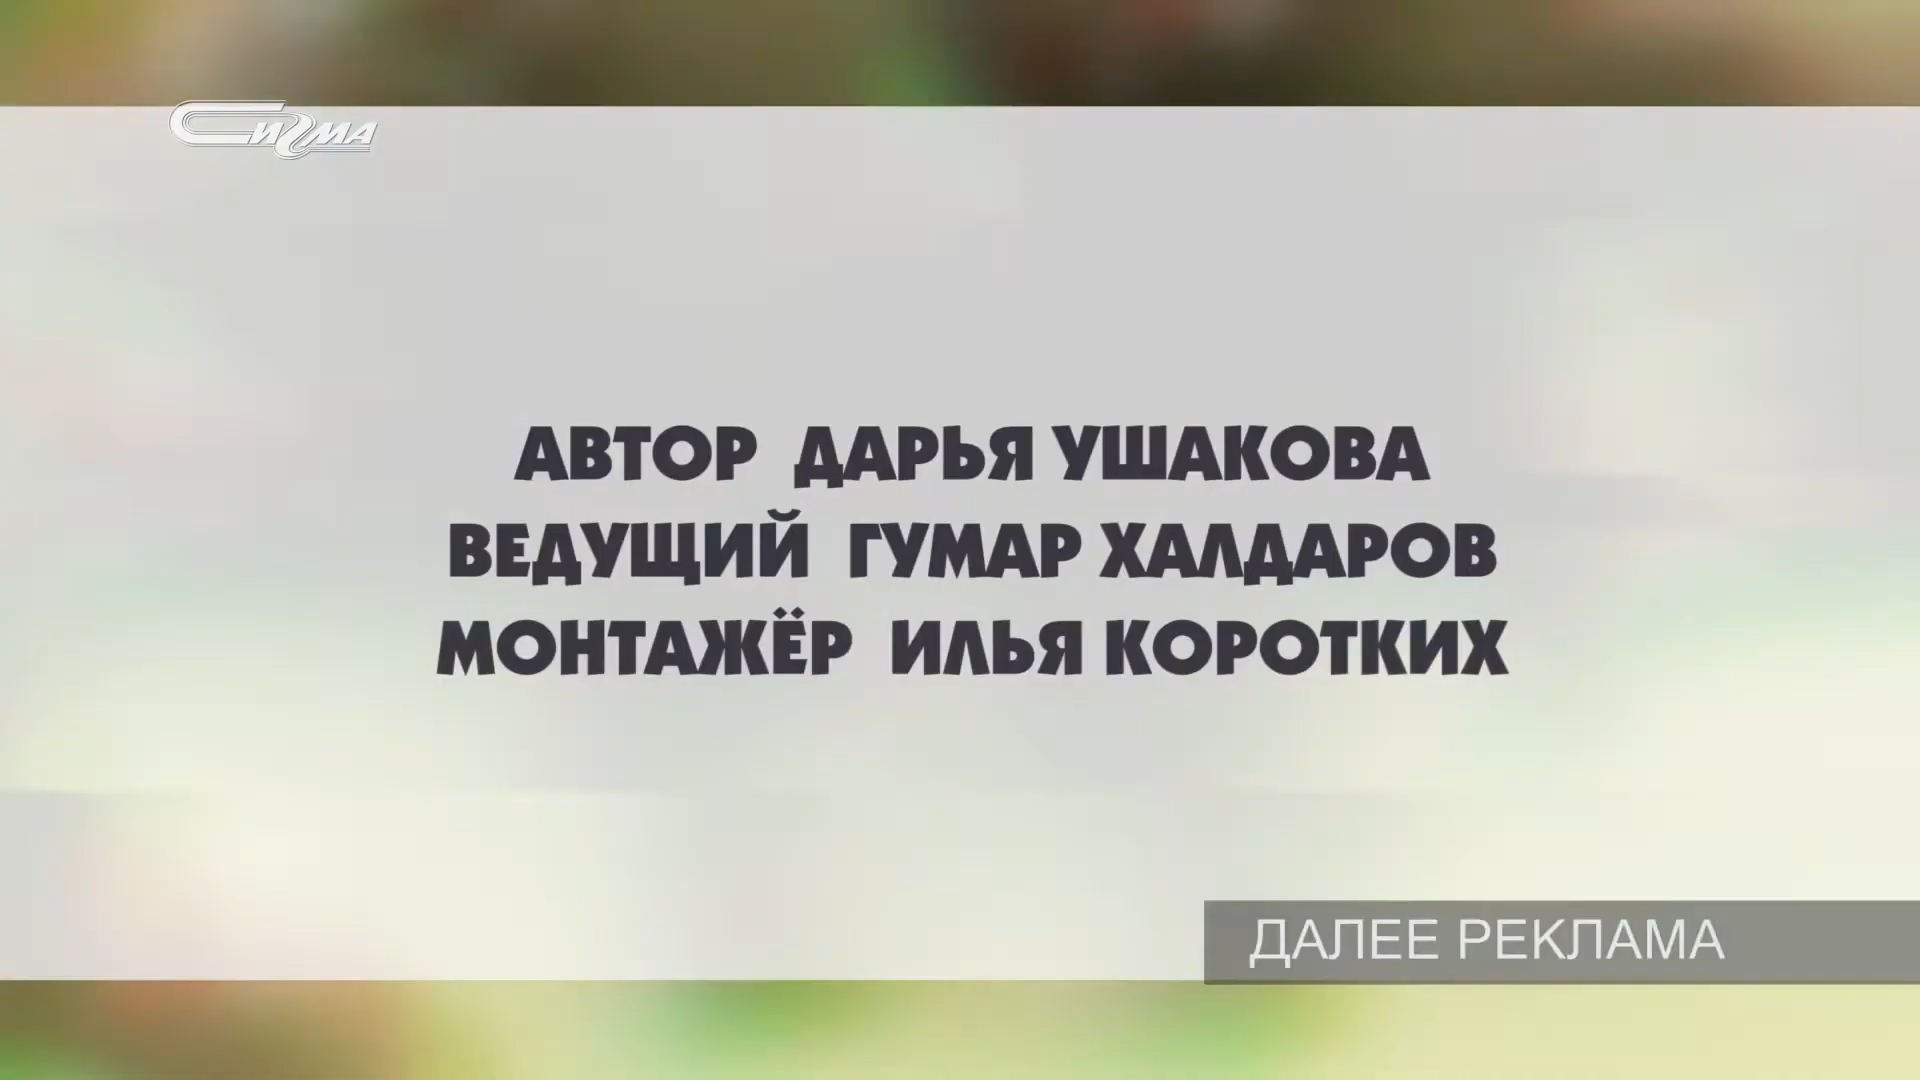 Сигма
АВТОР ДАРЬЯ УШАКОВА
ВЕДУЩИЙ ГУМАР ХАЛДАРОВ
МОНТАЖЁР ИЛЬЯ КОРОТКИХ
ДАЛЕЕ РЕКЛАМА